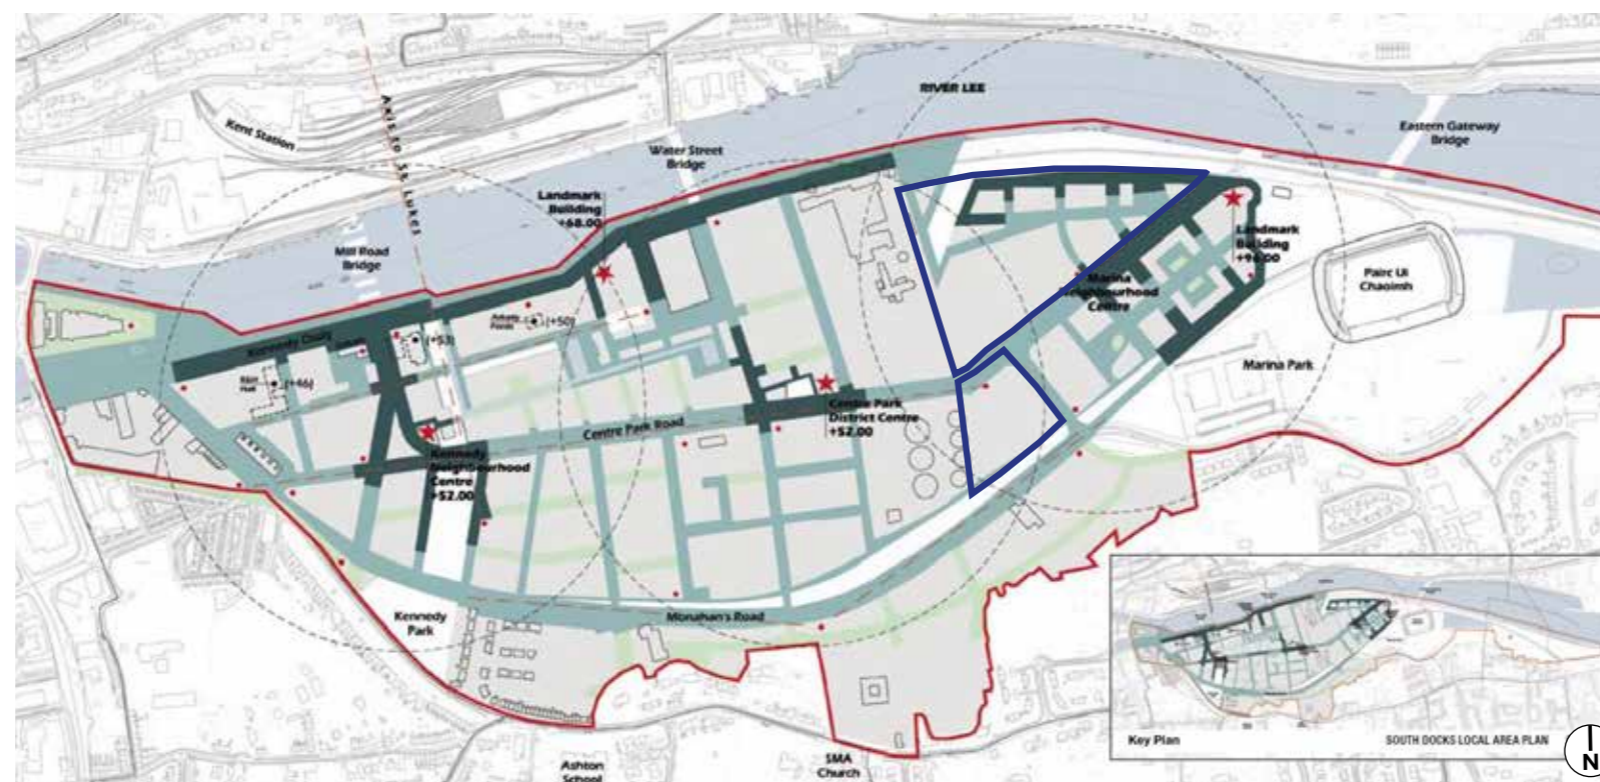 RIVER LEE
Eastern Gateway
Bridge
Kent Station
Axis to St Lukes
Water Street
Bridge
Landmark
Building
+68.00
Mill Road
Bridge
Landmark
Building
Pairc Ui
Chaoimh
Marina
Neighbourhood
Centre
(+50)
(+53)
Kennedy Quay
(+46)
Marina Park
Centre Park
District Centre
+52.00
Centre Park Road
Kennedy
Neighbourhood
Centre
+52.00
Kennedy
Park
Monahan's Road
Ashton
School
SMA
Church
Key Plan
SOUTH DOCKS LOCAL AREA PLAN
N